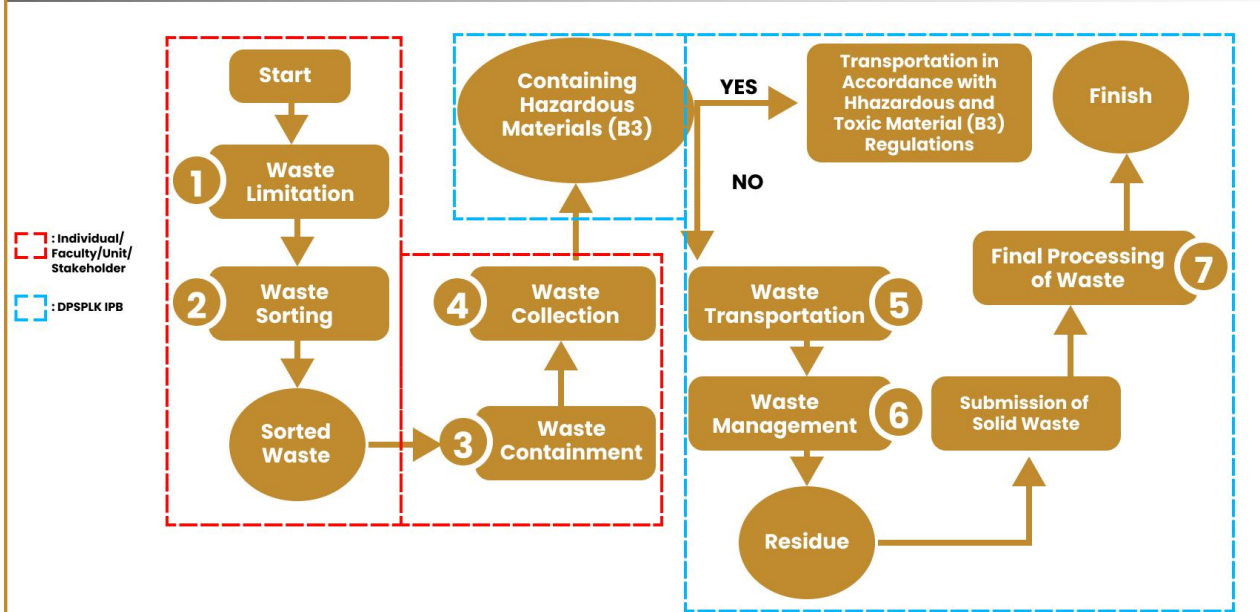 Start
1
Waste
Limitation
2
Waste
Sorting
Sorted
Waste
3
Waste
Containment
4
Waste
Collection
Containing
Hazardous
Materials (B3)
YES
Transportation in
Accordance with
Hhazardous and
Toxic Material (B3)
Regulations
NO
Waste
Transportation
5
Waste
Management
6
Residue
Submission of
Solid Waste
Final Processing
of Waste
7
Finish
: Individual/
Faculty/Unit/
Stakeholder
: DPSPLK IPB